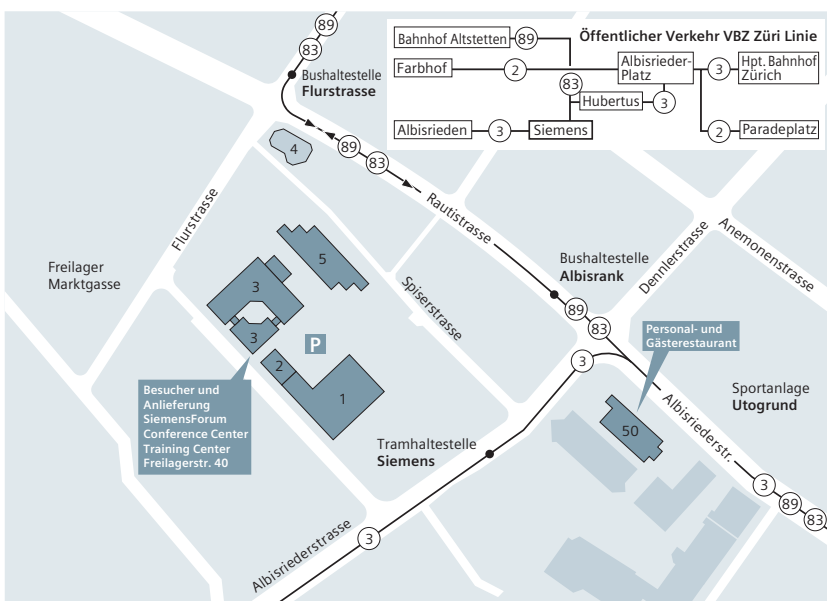 89
83
Bushaltestelle
Flurstrasse
Öffentlicher Verkehr VBZ Züri Linie
Bahnhof Altstetten
89
Farbhof
2
Albisrieder-
Platz
3
Hpt. Bahnhof
Zürich
83
Hubertus
3
Albisrieden
3
Siemens
2
Paradeplatz
4
89
83
Flurstrasse
Rautistrasse
Freilager
Marktgasse
5
3
3
Spiserstrasse
Bushaltestelle
Albisrank
Dennlerstrasse
Anemonenstrasse
89
83
P
2
1
3
Personal- und
Gästerestaurant
Besucher und
Anlieferung
SiemensForum
Conference Center
Training Center
Freilagerstr. 40
Sportanlage
Utogrund
Albisriederstr.
50
Tramhaltestelle
Siemens
3
89
83
Albisriederstrasse
3